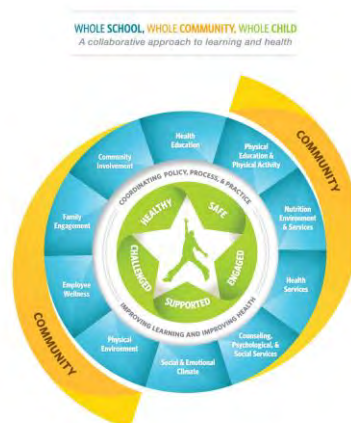 WHOLE SCHOOL, WHOLE COMMUNITY, WHOLE CHILD
A collaborative approach to learning and health
Health
Education
Physical
Education &
Physical Activity
Nutrition
Environment
& Services
Health
Services
Counseling,
Psychological, &
Social Services
Social & Emotional
Climate
Physical
Environment
Employee
Wellness
Family
Engagement
Community
Involvement
COMMUNITY
COMMUNITY
COORDINATING POLICY, PROCESS, & PRACTICE
IMPROVING LEARNING AND IMPROVING HEALTH
HEALTHY
SAFE
ENGAGED
SUPPORTED
CHALLENGED